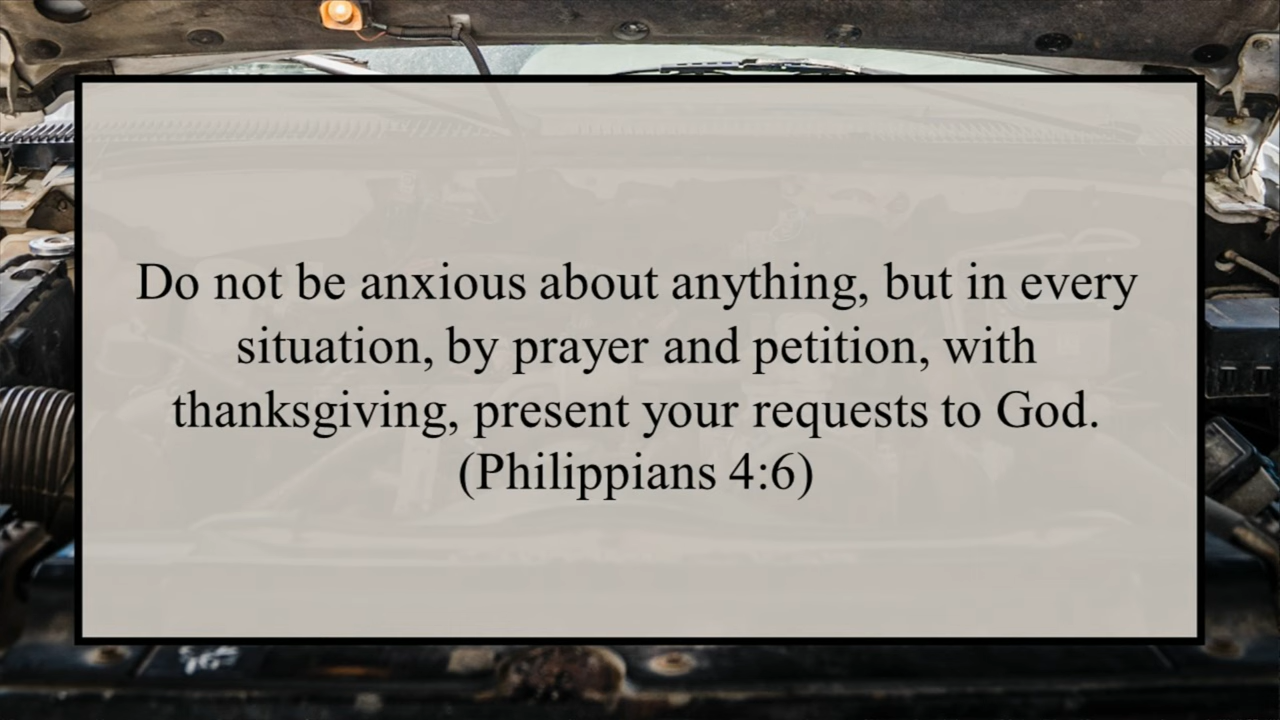 Do not be anxious about anything, but in every
situation, by prayer and petition, with
thanksgiving, present your requests to God.
(Philippians 4:6)